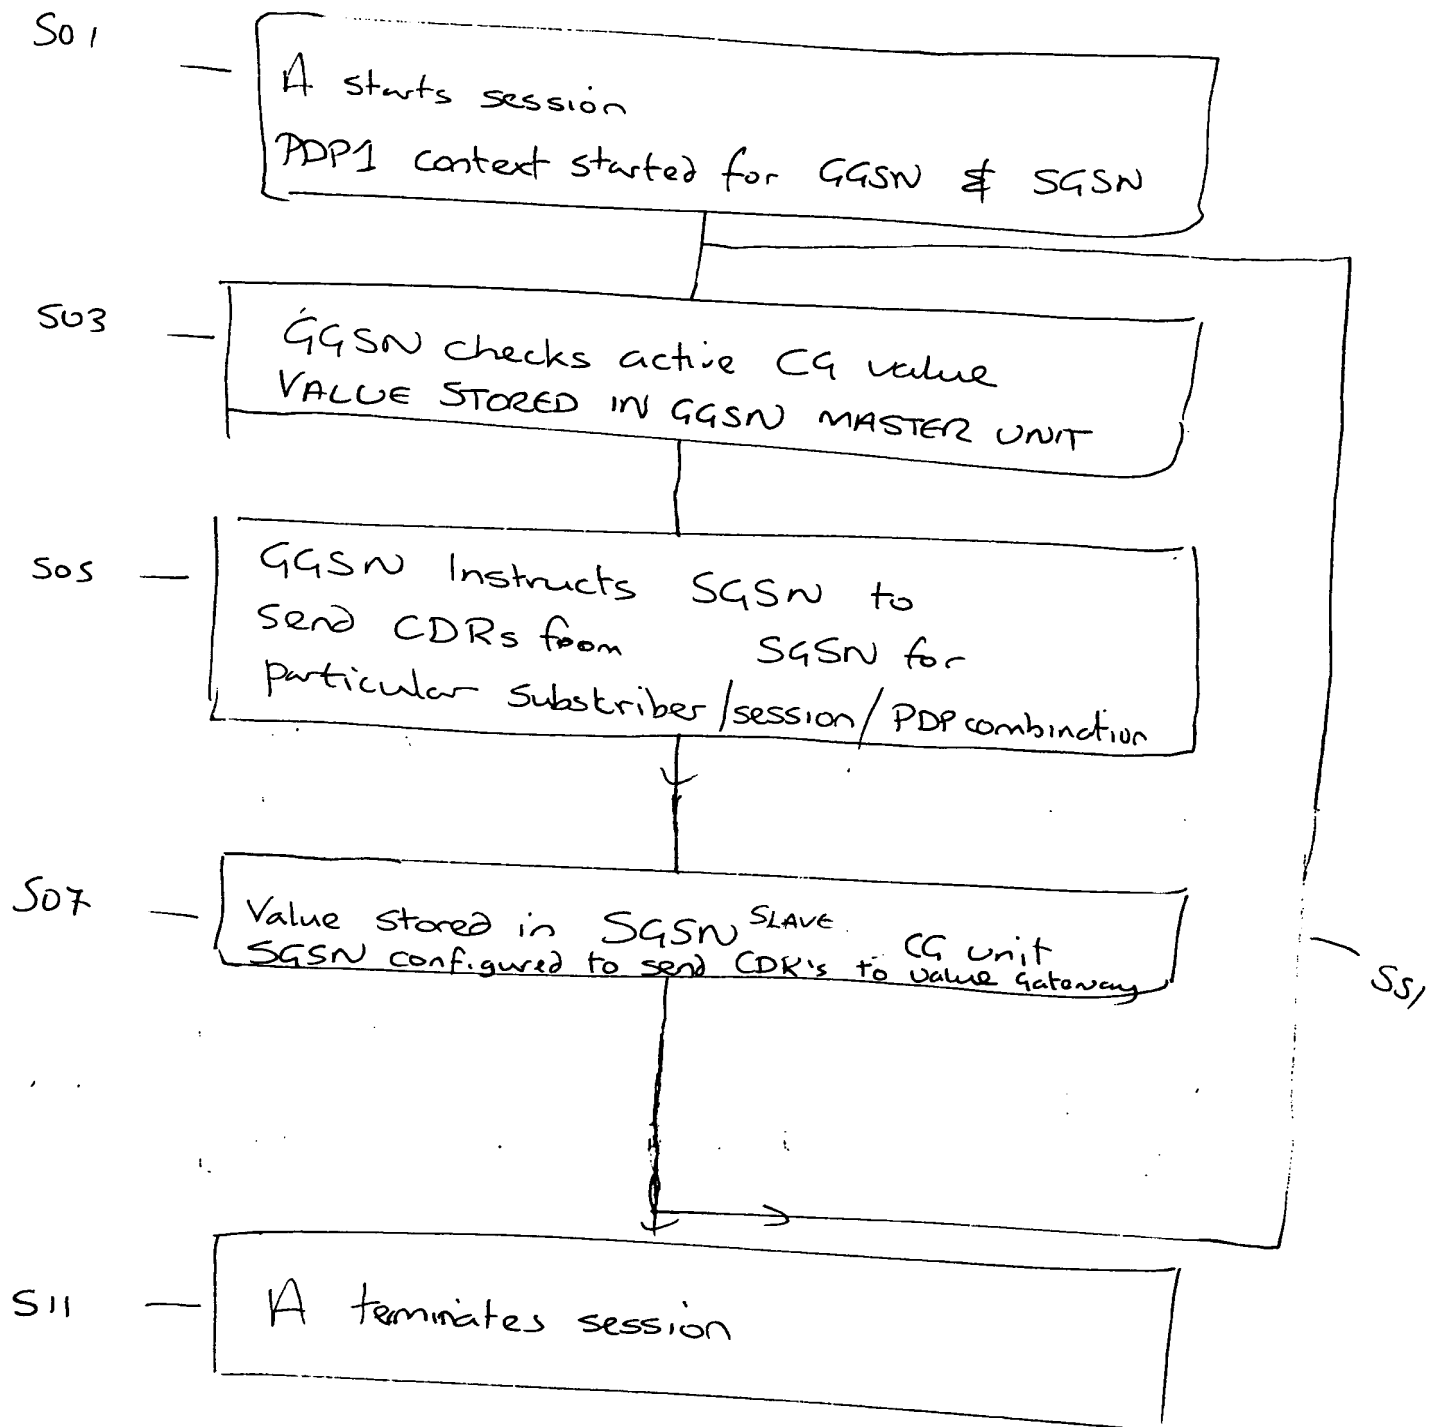 S01
A starts session
PDP1 context started for GGSN & SGSN
S03
GGSN checks active CG value
VALUE STORED IN GGSN MASTER UNIT
S05
GGSN Instructs SGSN to
send CDRs from SGSN for
particular Subskriber/session/PDP combination
S07
Value stored in SGSN SLAVE CG unit
SGSN configured to send CDR's to value Gateway
SS1
S11
A terminates session